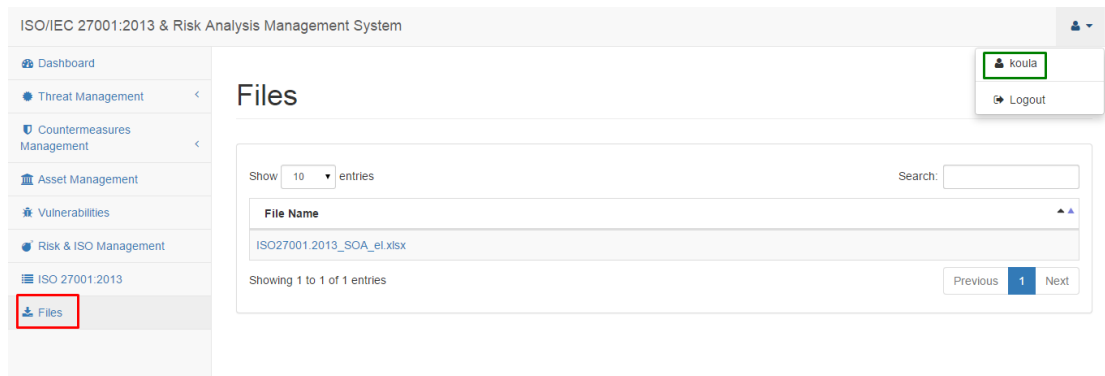 ISO/IEC 27001:2013 & Risk Analysis Management System
Dashboard
Threat Management
Countermeasures
Management
Asset Management
Vulnerabilities
Risk & ISO Management
ISO 27001:2013
Files
koula
Logout
Files
Show 10 entries
Search:
File Name
ISO27001.2013_SOA_el.xlsx
Showing 1 to 1 of 1 entries
Previous 1 Next